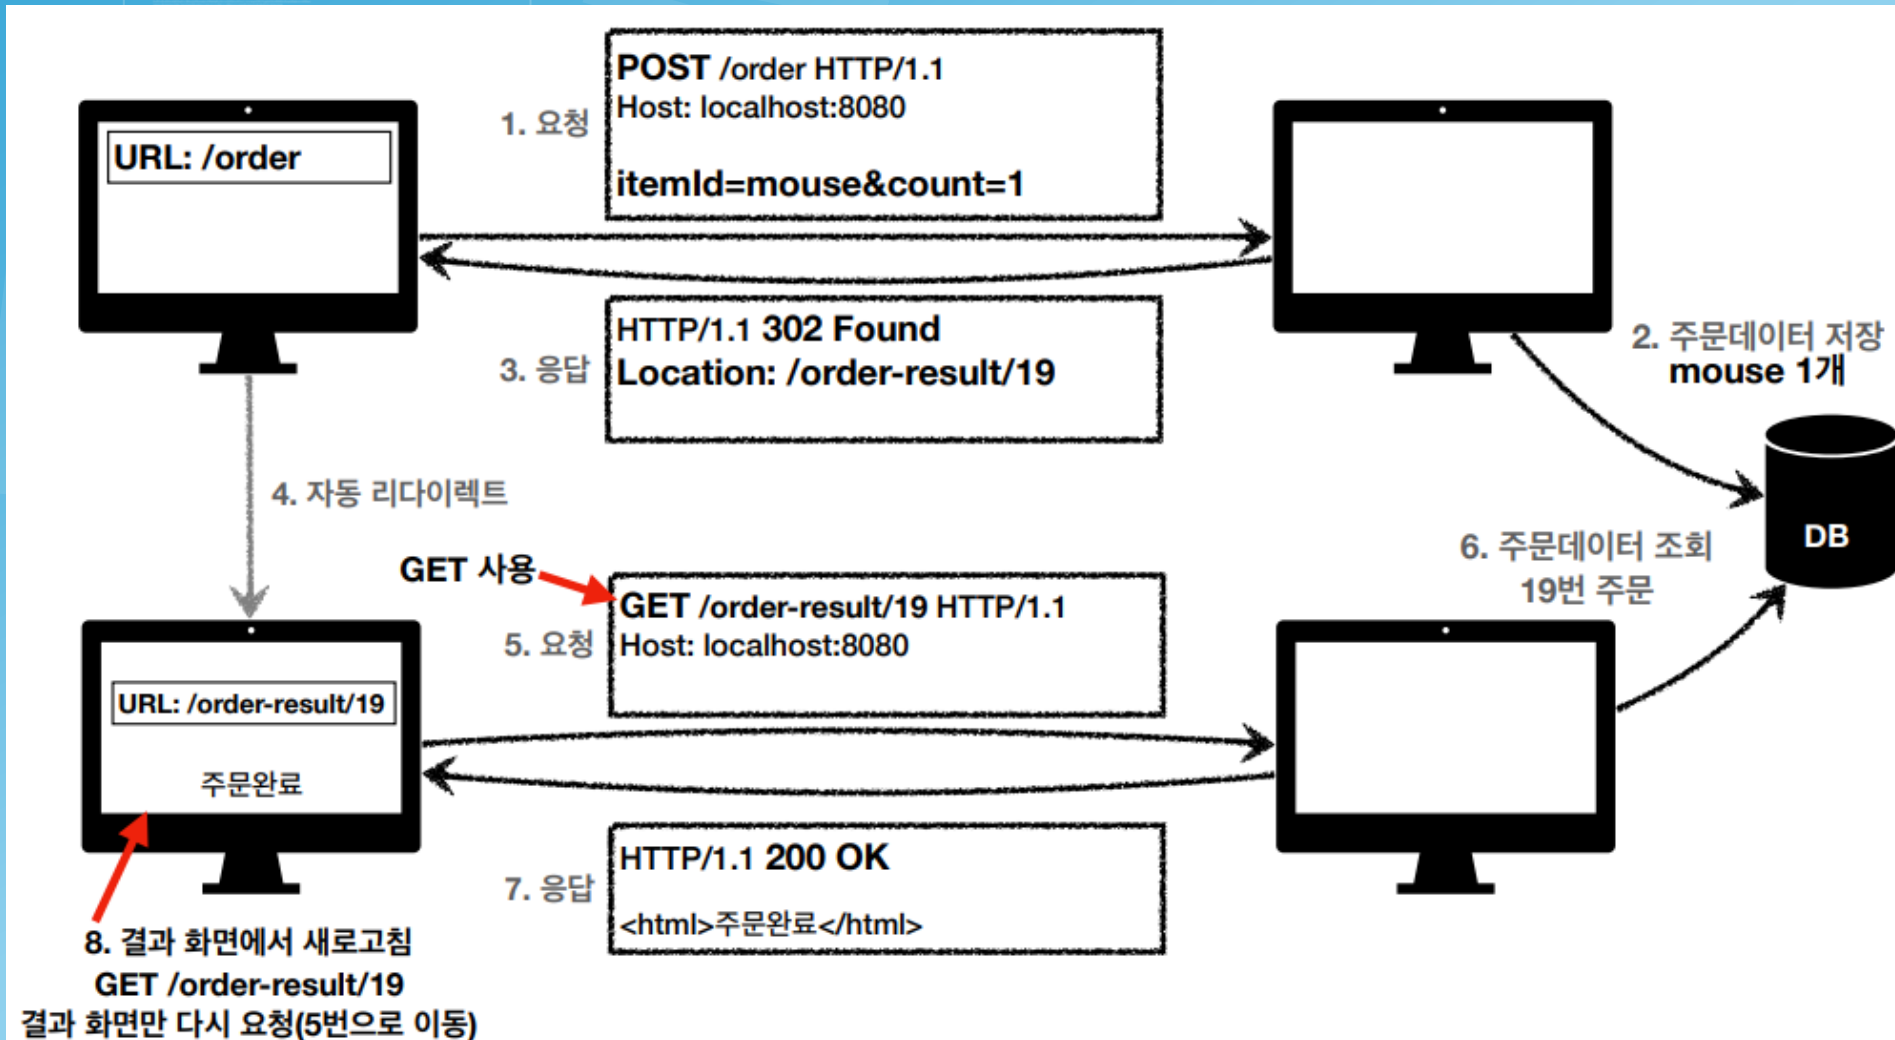 POST /order HTTP/1.1
Host: localhost:8080
itemId=mouse&count=1
1. 요청
URL: /order
HTTP/1.1 302 Found
Location: /order-result/19
3. 응답
2. 주문데이터 저장
mouse 1개
4. 자동 리다이렉트
DB
GET 사용
6. 주문데이터 조회
19번 주문
GET /order-result/19 HTTP/1.1
Host: localhost:8080
5. 요청
URL: /order-result/19
주문완료
HTTP/1.1 200 OK
<html>주문완료</html>
7. 응답
8. 결과 화면에서 새로고침
GET /order-result/19
결과 화면만 다시 요청(5번으로 이동)